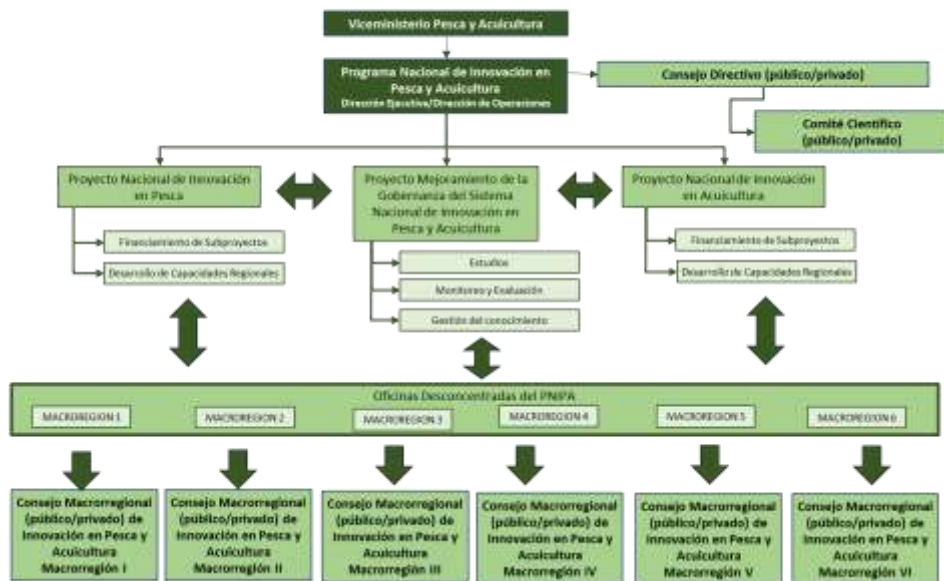 Viceministerio Pesca y Acuicultura
Programa Nacional de Innovación en
Pesca y Acuicultura
Dirección Ejecutiva/Dirección de Operaciones
Consejo Directivo (público/privado)
Comité Científico
(público/privado)
Proyecto Nacional de Innovación
en Pesca
Proyecto Mejoramiento de la
Gobernanza del Sistema
Nacional de Innovación en
Pesca y Acuicultura
Proyecto Nacional de Innovación
en Acuicultura
Financiamiento de Subproyectos
Desarrollo de Capacidades Regionales
Estudios
Monitoreo y Evaluación
Gestión del conocimiento
Financiamiento de Subproyectos
Desarrollo de Capacidades Regionales
Oficinas Desconcentradas del PNIPA
MACROREGION 1
MACROREGION 2
MACROREGION 3
MACROREGION 4
MACROREGION 5
MACROREGION 6
Consejo Macrorregional
(público/privado) de
Innovación en Pesca y
Acuicultura
Macrorregión I
Consejo Macrorregional
(público/privado) de
Innovación en Pesca y
Acuicultura
Macrorregión II
Consejo Macrorregional
(público/privado) de
Innovación en Pesca y
Acuicultura
Macrorregión III
Consejo Macrorregional
(público/privado) de
Innovación en Pesca y
Acuicultura
Macrorregión IV
Consejo Macrorregional
(público/privado) de
Innovación en Pesca y
Acuicultura
Macrorregión V
Consejo Macrorregional
(público/privado) de
Innovación en Pesca y
Acuicultura
Macrorregión VI